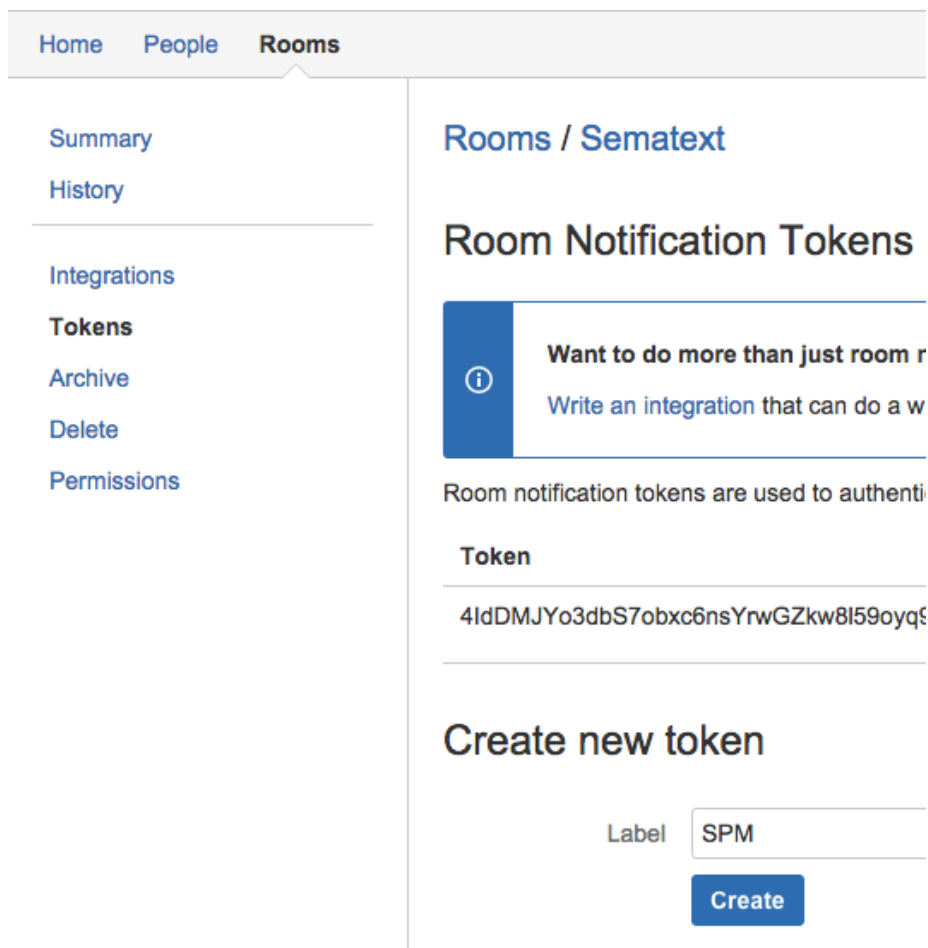 Home People Rooms
Summary
History
Integrations
Tokens
Archive
Delete
Permissions
Rooms / Sematext
Room Notification Tokens
Want to do more than just room
Write an integration that can do a
Room notification tokens are used to
Token
4IdDMJYo3dbS7obxc6nsYrwGZkw8I59oyq9
Create new token
Label SPM
Create